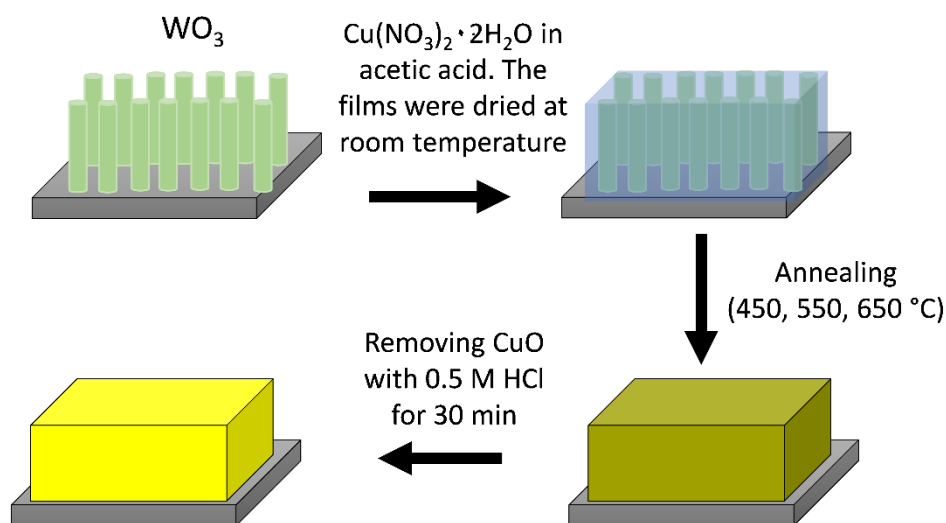 WO₃
Cu(NO₃)₂·2H₂O in
acetic acid. The
films were dried at
room temperature
Annealing
(450, 550, 650 °C)
Removing CuO
with 0.5 M HCl
for 30 min